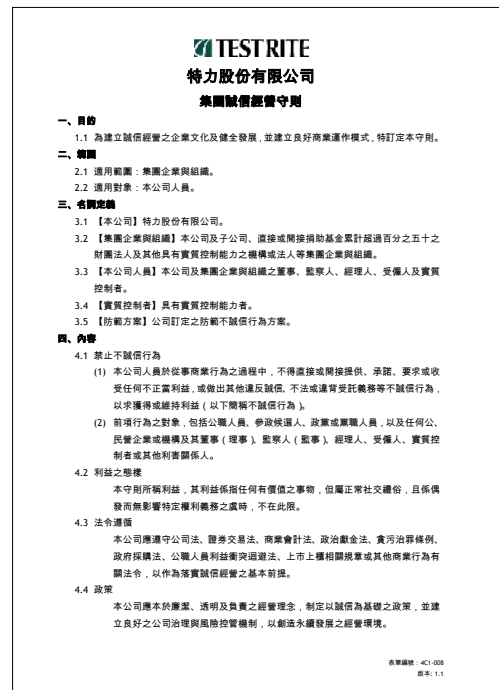 TEST RITE
特力股份有限公司
集團誠信經營守則
一、目的
1.1 為建立誠信經營之企業文化及健全發展,並建立良好商業運作模式,特訂定本守則。
二、範圍
2.1 適用範圍：集團企業與組織。
2.2 適用對象：本公司人員。
三、名詞定義
3.1 【本公司】特力股份有限公司。
3.2 【集團企業與組織】本公司及子公司、直接或間接捐助基金累計超過百分之五十之
財團法人及其他具有實質控制能力之機構或法人等集團企業與組織。
3.3 【本公司人員】本公司及集團企業與組織之董事、監察人、經理人、受僱人及實質
控制者。
3.4 【實質控制者】具有實質控制能力者。
3.5 【防範方案】公司訂定之防範不誠信行為方案。
四、內容
4.1 禁止不誠信行為
(1) 本公司人員於從事商業行為之過程中，不得直接或間接提供、承諾、要求或收
受任何不正當利益，或做出其他違反誠信、不法或違背受託義務等不誠信行為，
以求獲得或維持利益（以下簡稱不誠信行為）。
(2) 前項行為之對象，包括公職人員、參政候選人、政黨或黨職人員，以及任何公、
民營企業或機構及其董事（理事）、監察人（監事）、經理人、受僱人、實質控
制者或其他利害關係人。
4.2 利益之態樣
本守則所稱利益，其利益係指任何有價值之事物，但屬正常社交禮俗，且係偶
發而無影響特定權利義務之虞時，不在此限。
4.3 法令遵循
本公司應遵守公司法、證券交易法、商業會計法、政治獻金法、貪污治罪條例、
政府採購法、公職人員利益衝突迴避法、上市上櫃相關規章或其他商業行為有
關法令，以作為落實誠信經營之基本前提。
4.4 政策
本公司應本於廉潔、透明及負責之經營理念，制定以誠信為基礎之政策，並建
立良好之公司治理與風險控管機制，以創造永續發展之經營環境。
表單編號：4C1-008
版本: 1.1